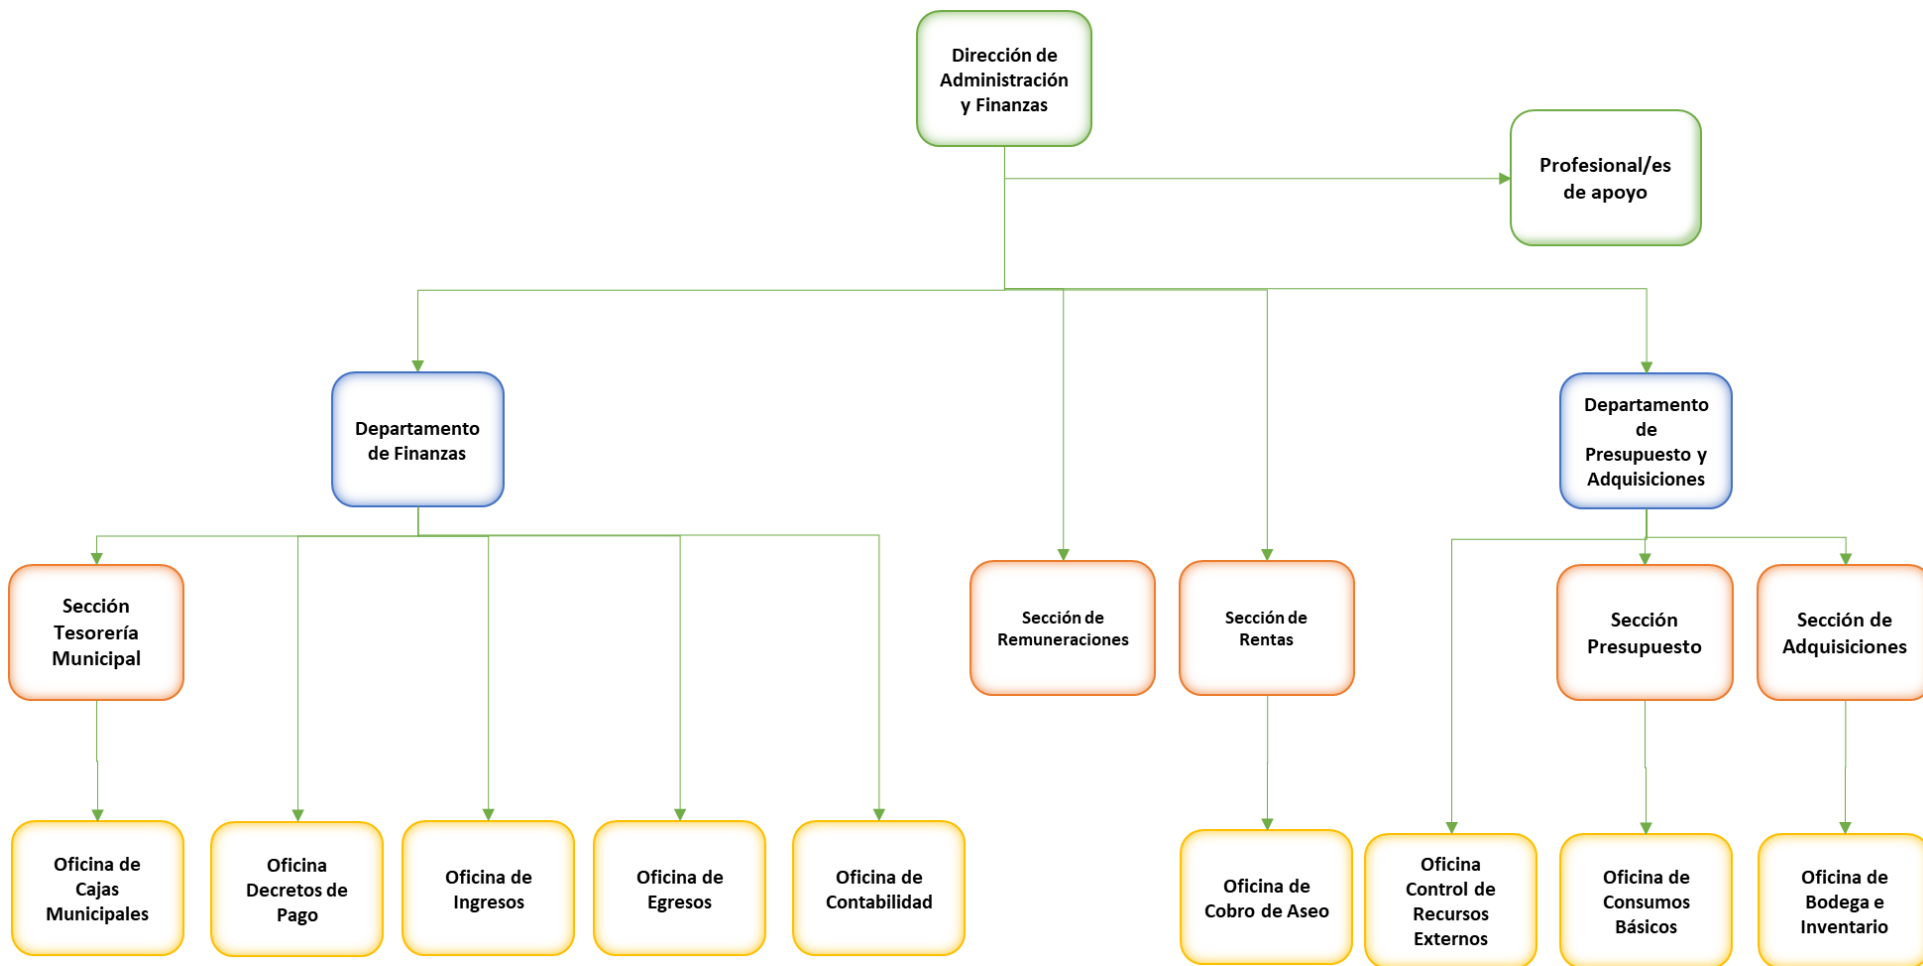 Dirección de
Administración
y Finanzas
Profesional/es
de apoyo
Departamento
de Finanzas
Departamento
de
Presupuesto y
Adquisiciones
Sección
Tesorería
Municipal
Sección de
Remuneraciones
Sección de
Rentas
Sección
Presupuesto
Sección de
Adquisiciones
Oficina de
Cajas
Municipales
Oficina
Decretos de
Pago
Oficina de
Ingresos
Oficina de
Egresos
Oficina de
Contabilidad
Oficina de
Cobro de Aseo
Oficina
Control de
Recursos
Externos
Oficina de
Consumos
Básicos
Oficina de
Bodega e
Inventario